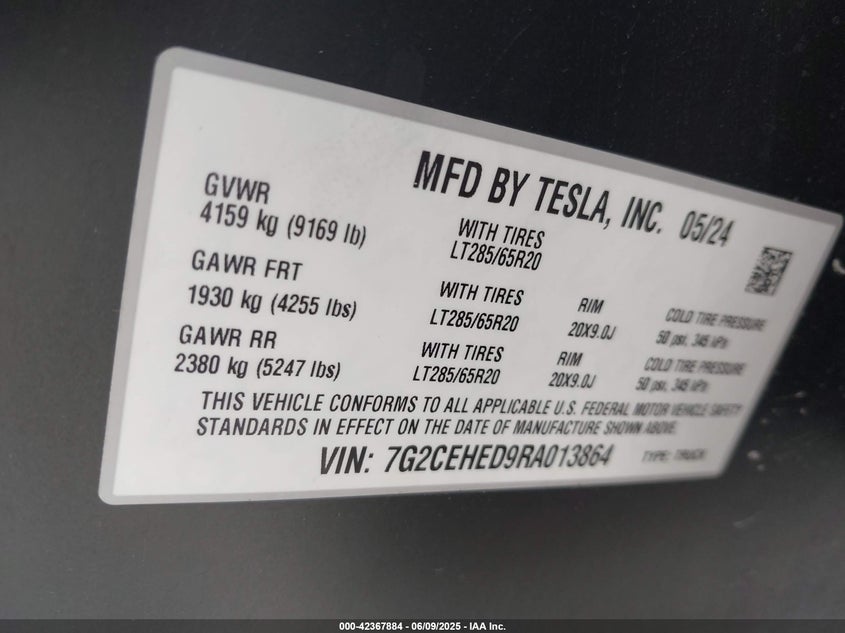 MFD BY TESLA, INC. 05/24
GVWR
4159 kg (9169 lb)
WITH TIRES
LT285/65R20
GAWR FRT
1930 kg (4255 lbs)
WITH TIRES
LT285/65R20
RIM
20X9.0J
COLD TIRE PRESSURE
50 psi, 345 kPa
GAWR RR
2380 kg (5247 lbs)
WITH TIRES
LT285/65R20
RIM
20X9.0J
COLD TIRE PRESSURE
50 psi, 345 kPa
THIS VEHICLE CONFORMS TO ALL APPLICABLE U.S. FEDERAL MOTOR VEHICLE SAFETY
STANDARDS IN EFFECT ON THE DATE OF MANUFACTURE SHOWN ABOVE.
VIN: 7G2CEHED9RA013864 TYPE: TRUCK
000-42367884 - 06/09/2025 - IAA Inc.